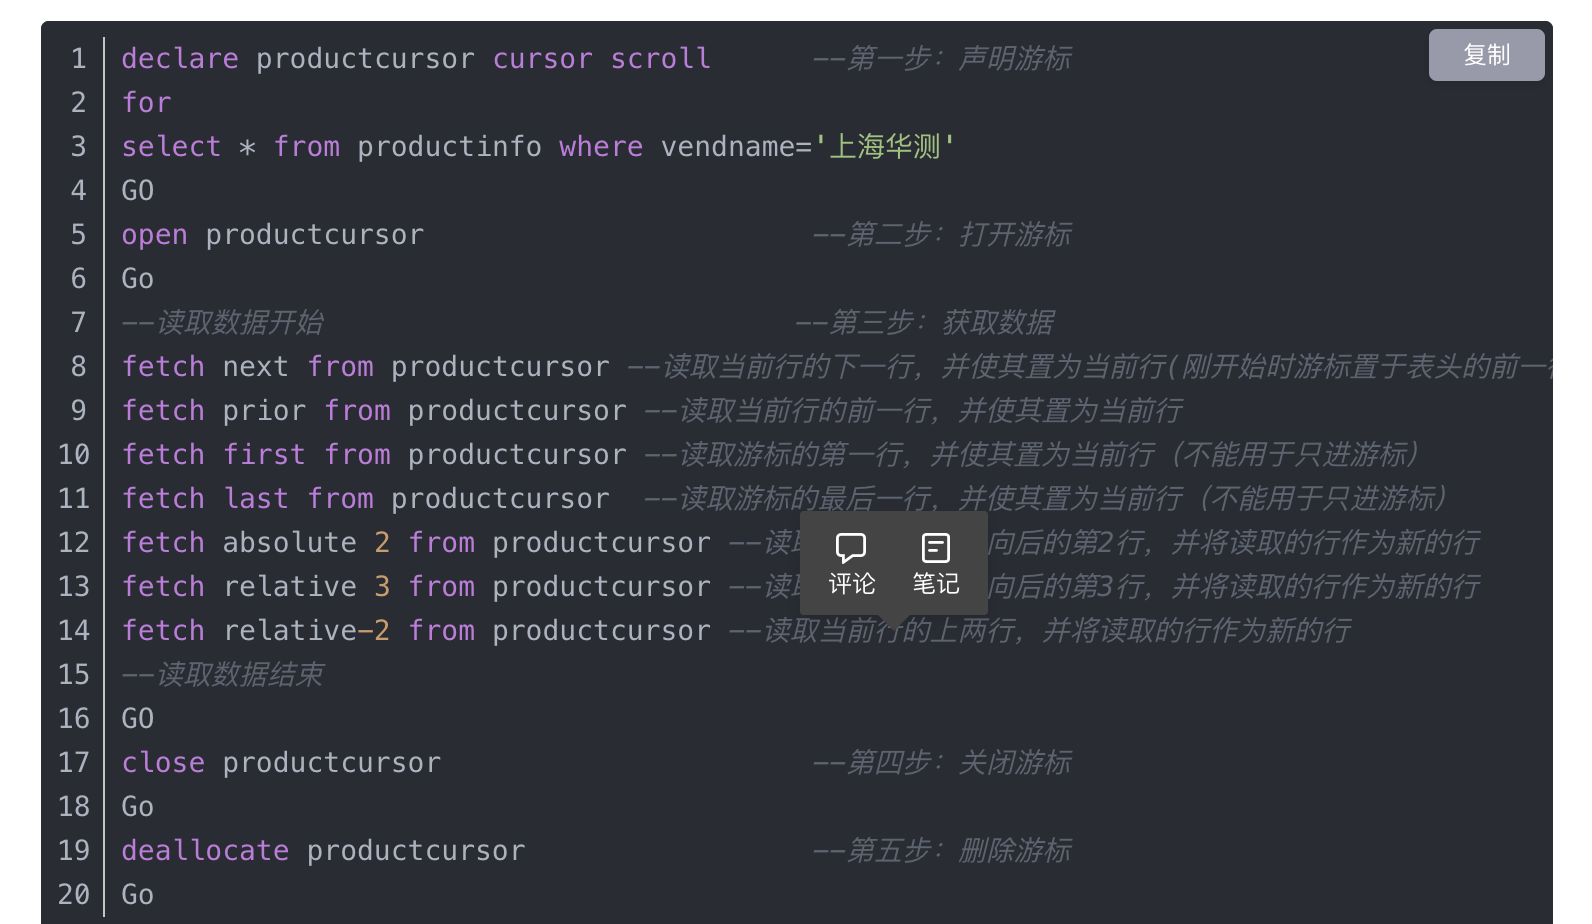 复制
1 declare productcursor cursor scroll --第一步：声明游标
2 for
3 select * from productinfo where vendname='上海华测'
4 GO
5 open productcursor --第二步：打开游标
6 Go
7 --读取数据开始 --第三步：获取数据
8 fetch next from productcursor --读取当前行的下一行，并使其置为当前行(刚开始时游标置于表头的前一
9 fetch prior from productcursor --读取当前行的前一行，并使其置为当前行
10 fetch first from productcursor --读取游标的第一行，并使其置为当前行（不能用于只进游标）
11 fetch last from productcursor --读取游标的最后一行，并使其置为当前行（不能用于只进游标）
12 fetch absolute 2 from productcursor --读 向后的第2行，并将读取的行作为新的行
13 fetch relative 3 from productcursor --读 向后的第3行，并将读取的行作为新的行
评论 笔记
14 fetch relative-2 from productcursor --读取当前行的上两行，并将读取的行作为新的行
15 --读取数据结束
16 GO
17 close productcursor --第四步：关闭游标
18 Go
19 deallocate productcursor --第五步：删除游标
20 Go